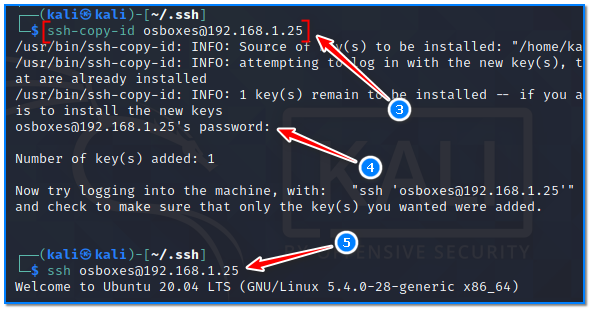 ┌──(kali㉿kali)-[~/.ssh]
└─$ ssh-copy-id osboxes@192.168.1.25
/usr/bin/ssh-copy-id: INFO: Source of key(s) to be installed: "/home/ka
/usr/bin/ssh-copy-id: INFO: attempting to log in with the new key(s), t
at are already installed
/usr/bin/ssh-copy-id: INFO: 1 key(s) remain to be installed -- if you a
is to install the new keys
osboxes@192.168.1.25's password:
3
4
Number of key(s) added: 1
KALI
Now try logging into the machine, with:   "ssh 'osboxes@192.168.1.25'"
and check to make sure that only the key(s) you wanted were added.
5
┌──(kali㉿kali)-[~/.ssh]
SECURITY
└─$ ssh osboxes@192.168.1.25
Welcome to Ubuntu 20.04 LTS (GNU/Linux 5.4.0-28-generic x86_64)